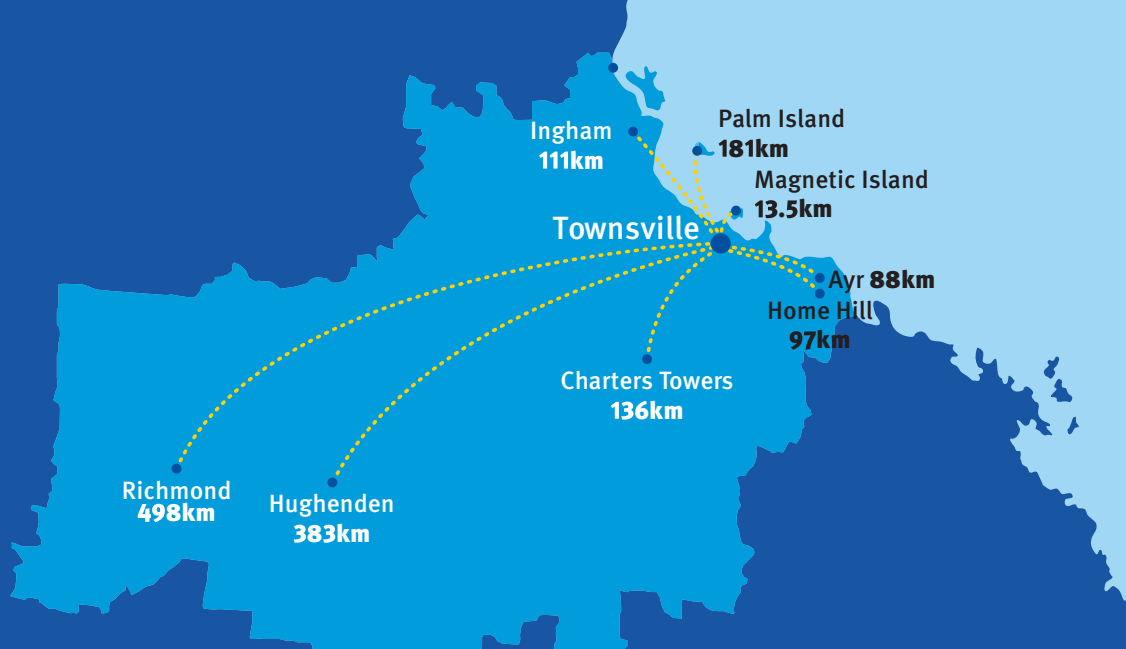 Palm Island
181km
Ingham
111km
Magnetic Island
13.5km
Townsville
Ayr 88km
Home Hill
97km
Charters Towers
136km
Richmond
498km
Hughenden
383km